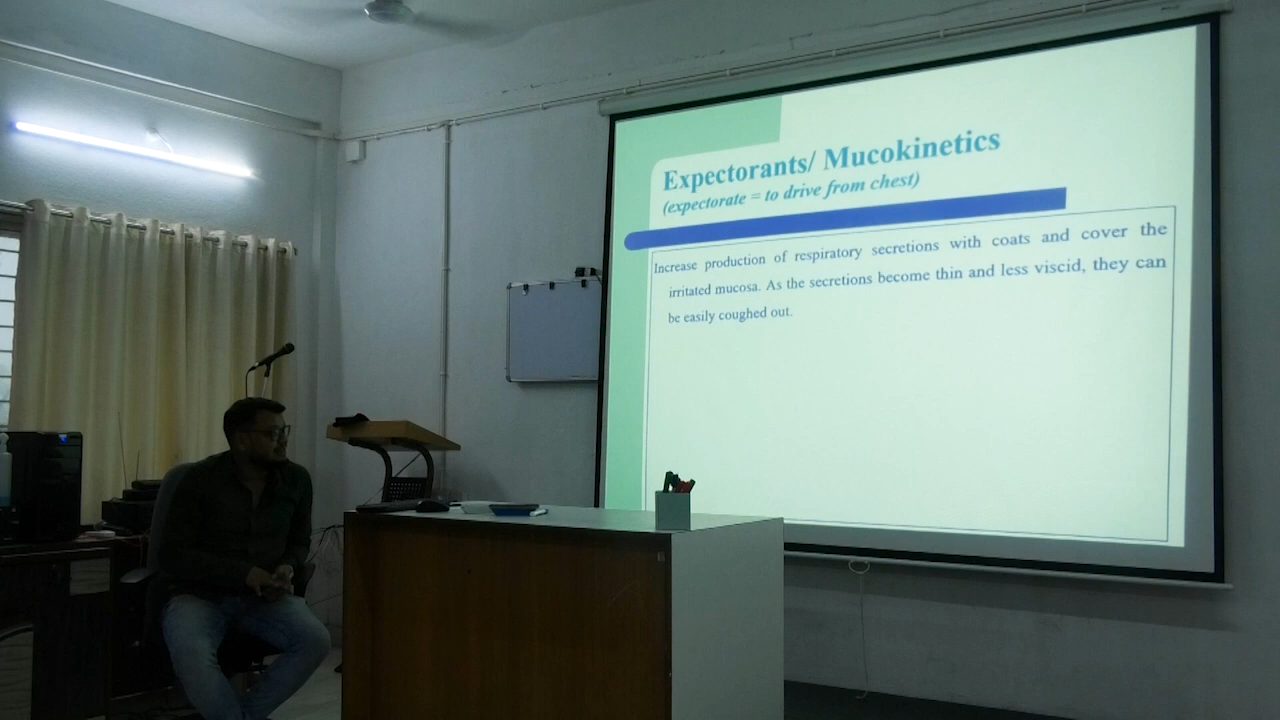 Expectorants/ Mucokinetics
(expectorate = to drive from chest)
Increase production of respiratory secretions with coats and cover the
irritated mucosa. As the secretions become thin and less viscid, they can
be easily coughed out.